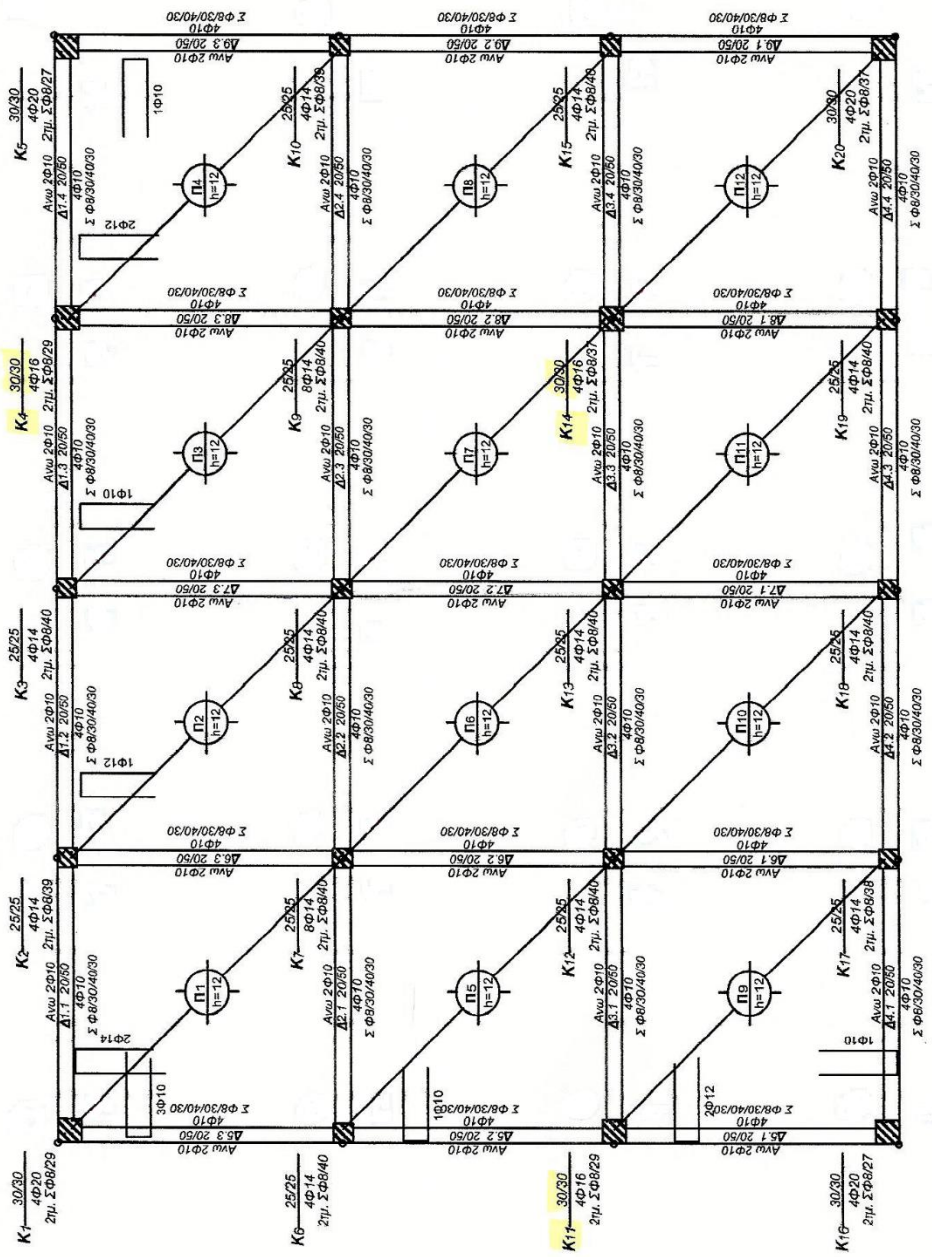 K1 30/30
4Φ20
2τμ. ΣΦ8/29
K2 25/25
4Φ14
2τμ. ΣΦ8/39
K3 25/25
4Φ14
2τμ. ΣΦ8/40
K4 30/30
4Φ16
2τμ. ΣΦ8/29
K5 30/30
4Φ20
2τμ. ΣΦ8/27
Ανω 2Φ10
Δ1.1 20/50
4Φ10
Σ Φ8/30/40/30
Ανω 2Φ10
Δ1.2 20/50
4Φ10
Σ Φ8/30/40/30
Ανω 2Φ10
Δ1.3 20/50
4Φ10
Σ Φ8/30/40/30
Ανω 2Φ10
Δ1.4 20/50
4Φ10
Σ Φ8/30/40/30
2Φ14
3Φ10
1Φ12
1Φ10
2Φ12
1Φ10
Ανω 2Φ10
Δ5.3 20/50
4Φ10
Σ Φ8/30/40/30
Π1
h=12
Ανω 2Φ10
Δ6.3 20/50
4Φ10
Σ Φ8/30/40/30
Π2
h=12
Ανω 2Φ10
Δ7.3 20/50
4Φ10
Σ Φ8/30/40/30
Π3
h=12
Ανω 2Φ10
Δ8.3 20/50
4Φ10
Σ Φ8/30/40/30
Π4
h=12
Ανω 2Φ10
Δ9.3 20/50
4Φ10
Σ Φ8/30/40/30
K6 25/25
4Φ14
2τμ. ΣΦ8/40
K7 25/25
8Φ14
2τμ. ΣΦ8/40
K8 25/25
4Φ14
2τμ. ΣΦ8/40
K9 25/25
8Φ14
2τμ. ΣΦ8/40
K10 25/25
4Φ14
2τμ. ΣΦ8/39
Ανω 2Φ10
Δ2.1 20/50
4Φ10
Σ Φ8/30/40/30
Ανω 2Φ10
Δ2.2 20/50
4Φ10
Σ Φ8/30/40/30
Ανω 2Φ10
Δ2.3 20/50
4Φ10
Σ Φ8/30/40/30
Ανω 2Φ10
Δ2.4 20/50
4Φ10
Σ Φ8/30/40/30
Ανω 2Φ10
Δ5.2 20/50
4Φ10
Σ Φ8/30/40/30
1Φ10
Π5
h=12
Ανω 2Φ10
Δ6.2 20/50
4Φ10
Σ Φ8/30/40/30
Π6
h=12
Ανω 2Φ10
Δ7.2 20/50
4Φ10
Σ Φ8/30/40/30
Π7
h=12
Ανω 2Φ10
Δ8.2 20/50
4Φ10
Σ Φ8/30/40/30
Π8
h=12
Ανω 2Φ10
Δ9.2 20/50
4Φ10
Σ Φ8/30/40/30
K11 30/30
4Φ16
2τμ. ΣΦ8/29
K12 25/25
4Φ14
2τμ. ΣΦ8/40
K13 25/25
4Φ14
2τμ. ΣΦ8/40
K14 30/30
4Φ16
2τμ. ΣΦ8/37
K15 25/25
4Φ14
2τμ. ΣΦ8/40
Ανω 2Φ10
Δ3.1 20/50
4Φ10
Σ Φ8/30/40/30
Ανω 2Φ10
Δ3.2 20/50
4Φ10
Σ Φ8/30/40/30
Ανω 2Φ10
Δ3.3 20/50
4Φ10
Σ Φ8/30/40/30
Ανω 2Φ10
Δ3.4 20/50
4Φ10
Σ Φ8/30/40/30
Ανω 2Φ10
Δ5.1 20/50
4Φ10
Σ Φ8/30/40/30
2Φ12
Π9
h=12
1Φ10
Ανω 2Φ10
Δ6.1 20/50
4Φ10
Σ Φ8/30/40/30
Π10
h=12
Ανω 2Φ10
Δ7.1 20/50
4Φ10
Σ Φ8/30/40/30
Π11
h=12
Ανω 2Φ10
Δ8.1 20/50
4Φ10
Σ Φ8/30/40/30
Π12
h=12
Ανω 2Φ10
Δ9.1 20/50
4Φ10
Σ Φ8/30/40/30
K16 30/30
4Φ20
2τμ. ΣΦ8/27
K17 25/25
4Φ14
2τμ. ΣΦ8/38
K18 25/25
4Φ14
2τμ. ΣΦ8/40
K19 25/25
4Φ14
2τμ. ΣΦ8/40
K20 30/30
4Φ20
2τμ. ΣΦ8/37
Ανω 2Φ10
Δ4.1 20/50
4Φ10
Σ Φ8/30/40/30
Ανω 2Φ10
Δ4.2 20/50
4Φ10
Σ Φ8/30/40/30
Ανω 2Φ10
Δ4.3 20/50
4Φ10
Σ Φ8/30/40/30
Ανω 2Φ10
Δ4.4 20/50
4Φ10
Σ Φ8/30/40/30